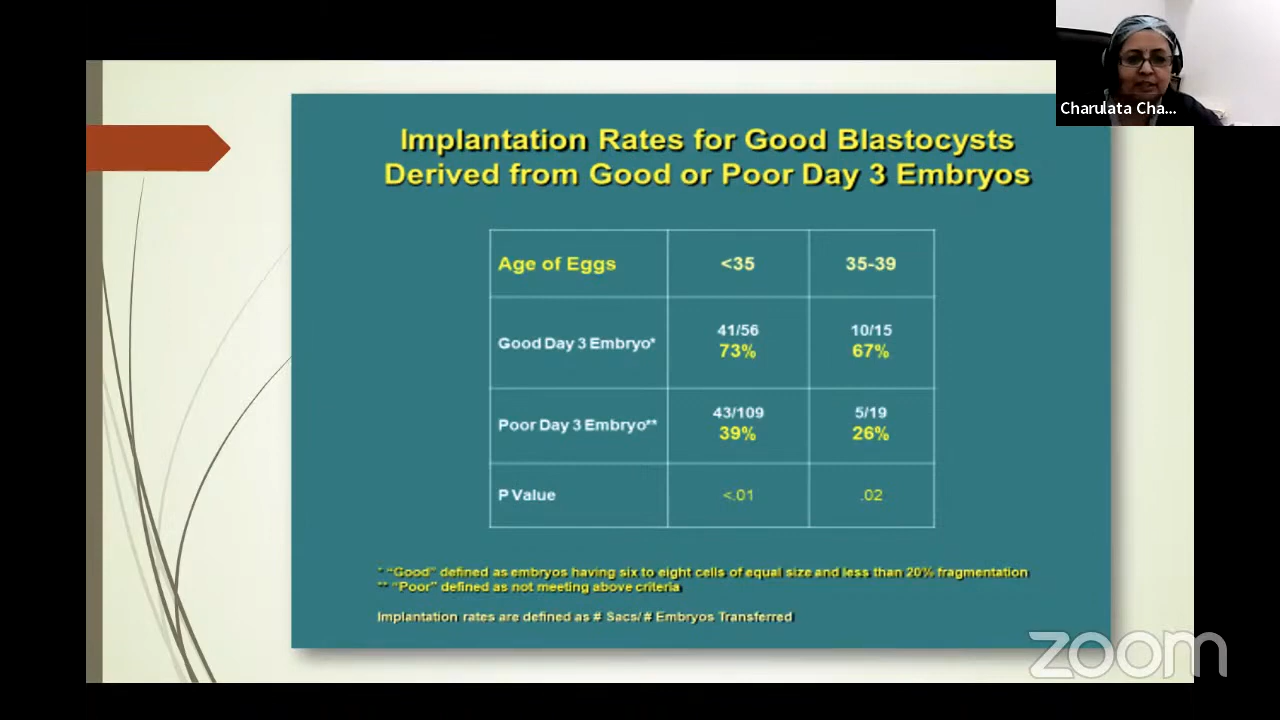 Charulata Cha...
Implantation Rates for Good Blastocysts
Derived from Good or Poor Day 3 Embryos
Age of Eggs <35 35-39
Good Day 3 Embryo* 41/56 73% 10/15 67%
Poor Day 3 Embryo** 43/109 39% 5/19 26%
P Value <.01 .02
* "Good" defined as embryos having six to eight cells of equal size and less than 20% fragmentation
** "Poor" defined as not meeting above criteria
Implantation rates are defined as # Sacs/ # Embryos Transferred
zoom